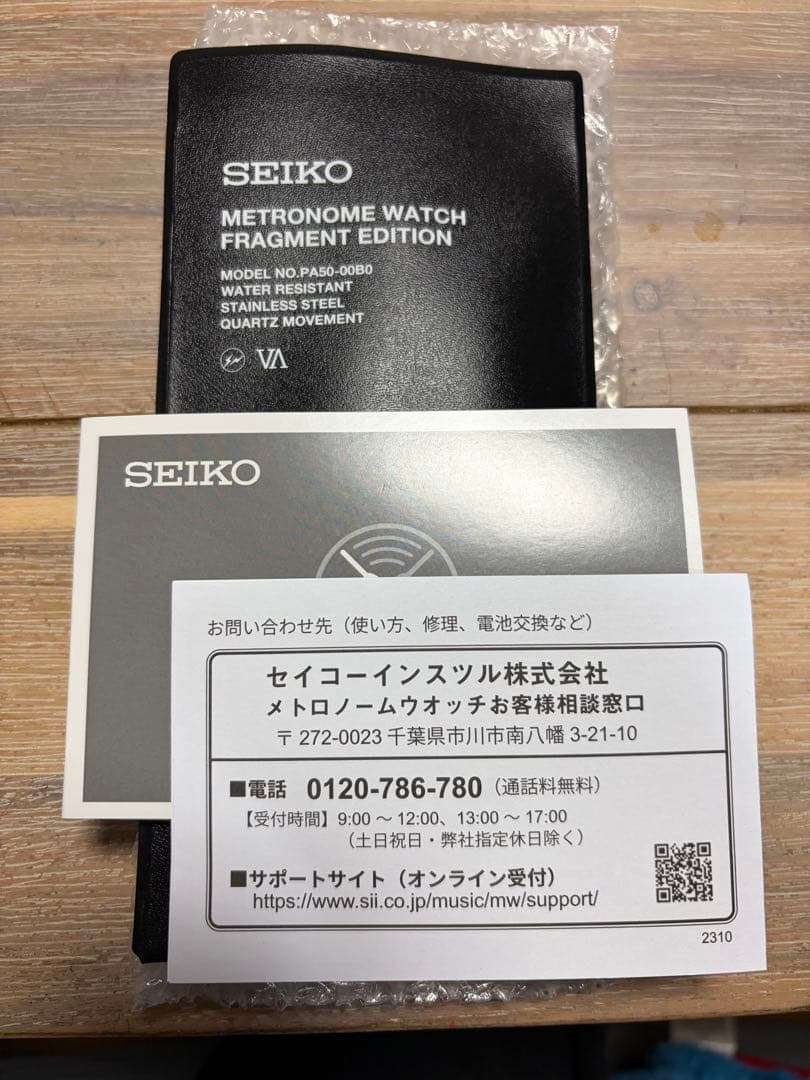 SEIKO
METRONOME WATCH
FRAGMENT EDITION
MODEL NO.PA50-00B0
WATER RESISTANT
STAINLESS STEEL
QUARTZ MOVEMENT
VA
SEIKO
お問い合わせ先（使い方、修理、電池交換など）
セイコーインスツル株式会社
メトロノームウオッチお客様相談窓口
〒272-0023 千葉県市川市南八幡 3-21-10
■電話 0120-786-780（通話料無料）
【受付時間】9:00 ～ 12:00、13:00 ～ 17:00
（土日祝日・弊社指定休日除く）
■サポートサイト（オンライン受付）
https://www.sii.co.jp/music/mw/support/
2310